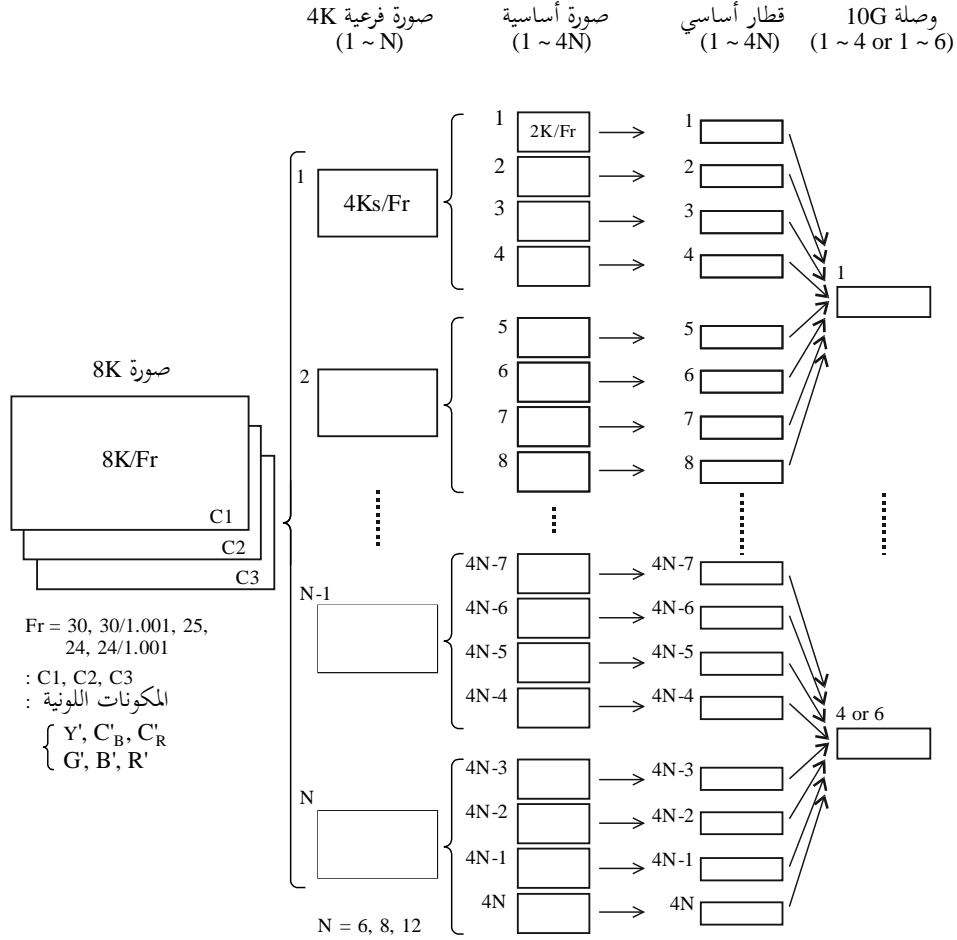 صورة فرعية 4K
(1 ~ N)
صورة أساسية
(1 ~ 4N)
قطار أساسي
(1 ~ 4N)
وصلة 10G
(1 ~ 4 or 1 ~ 6)
صورة 8K
8K/Fr
C1
C2
C3
Fr = 30, 30/1.001, 25,
24, 24/1.001
: C1, C2, C3
المكونات اللونية :
Y', C'B, C'R
G', B', R'
1
4Ks/Fr
2
N-1
N
N = 6, 8, 12
1
2K/Fr
2
3
4
5
6
7
8
4N-7
4N-6
4N-5
4N-4
4N-3
4N-2
4N-1
4N
1
2
3
4
5
6
7
8
4N-7
4N-6
4N-5
4N-4
4N-3
4N-2
4N-1
4N
1
4 or 6